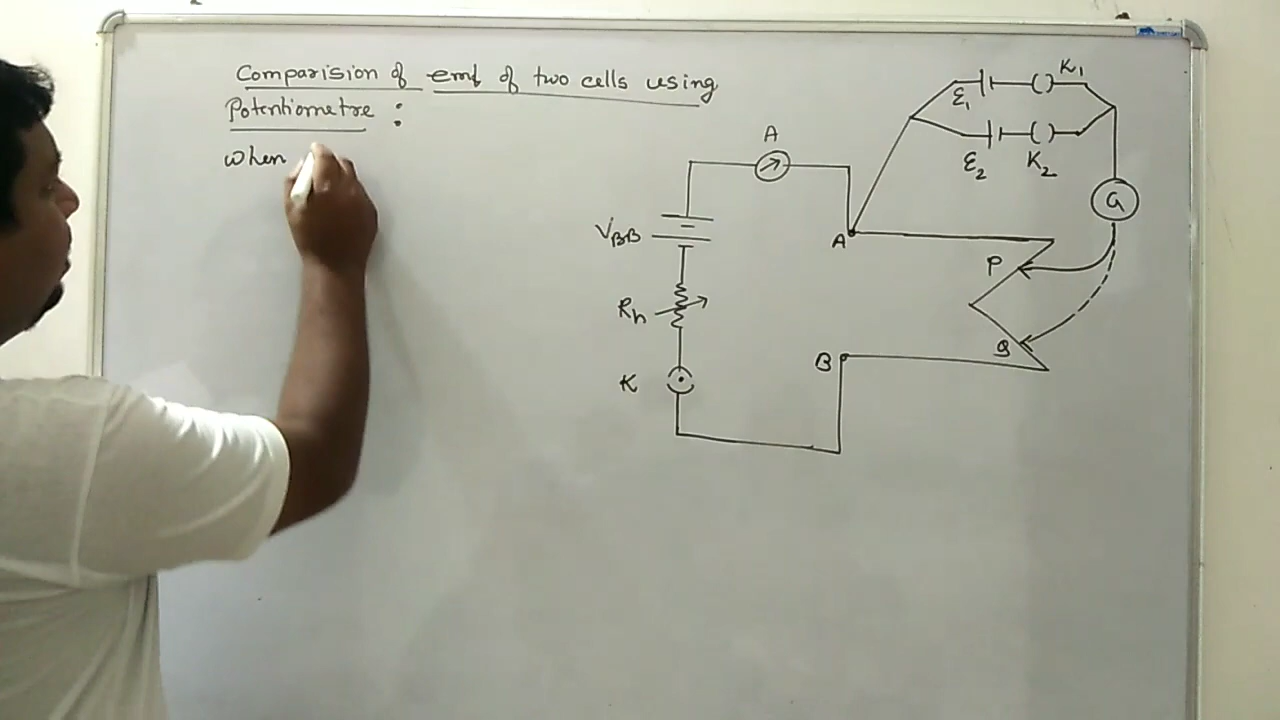 Comparision of emf of two cells using
Potentiometre :
When
A
VBB
Rh
K
A
B
ε1
K1
ε2
K2
G
P
Q